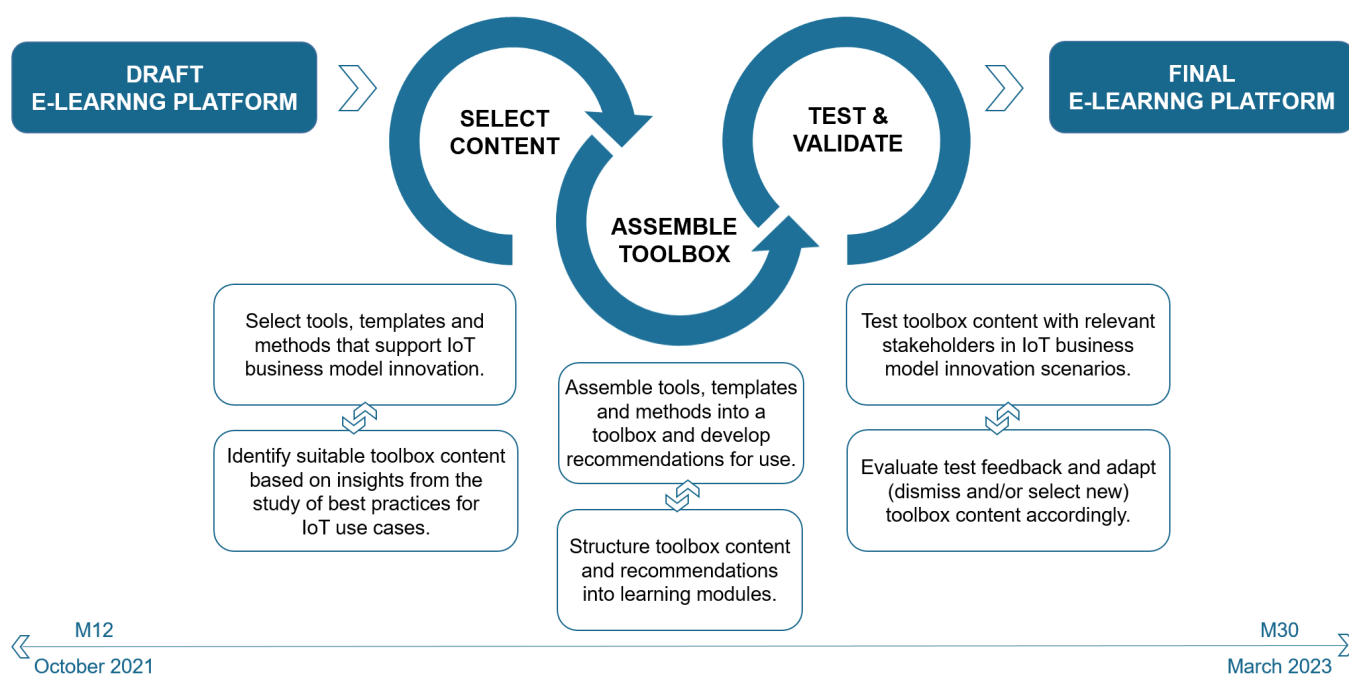 DRAFT
E-LEARNNG PLATFORM
SELECT
CONTENT
ASSEMBLE
TOOLBOX
TEST &
VALIDATE
FINAL
E-LEARNNG PLATFORM
Select tools, templates and
methods that support IoT
business model innovation.
Identify suitable toolbox content
based on insights from the
study of best practices for
IoT use cases.
Assemble tools, templates
and methods into a
toolbox and develop
recommendations for use.
Structure toolbox content
and recommendations
into learning modules.
Test toolbox content with relevant
stakeholders in IoT business
model innovation scenarios.
Evaluate test feedback and adapt
(dismiss and/or select new)
toolbox content accordingly.
M12
October 2021
M30
March 2023